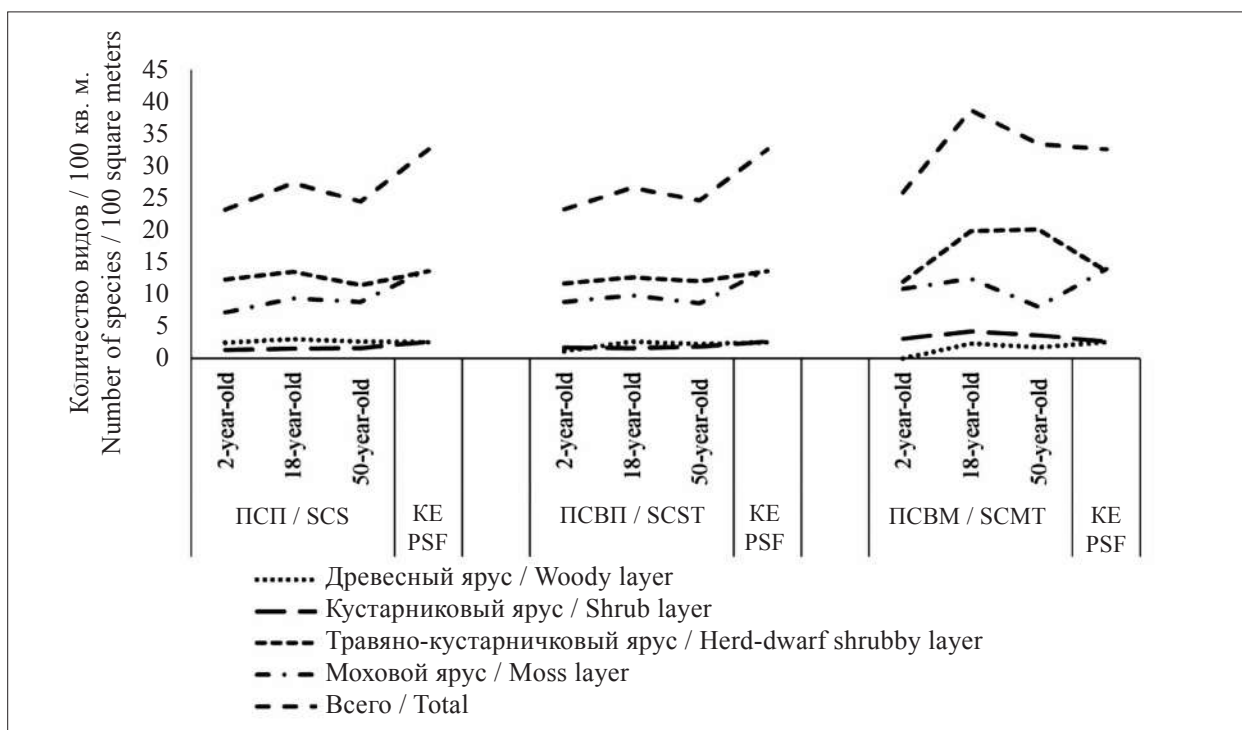 Количество видов / 100 кв. м.
Number of species / 100 square meters
45
40
35
30
25
20
15
10
5
0
2-year-old
18-year-old
50-year-old
2-year-old
18-year-old
50-year-old
2-year-old
18-year-old
50-year-old
ПСП / SCS
КЕ
PSF
ПСВП / SCST
КЕ
PSF
ПСВМ / SCMT
КЕ
PSF
Древесный ярус / Woody layer
Кустарниковый ярус / Shrub layer
Травяно-кустарничковый ярус / Herd-dwarf shrubby layer
Моховой ярус / Moss layer
Всего / Total